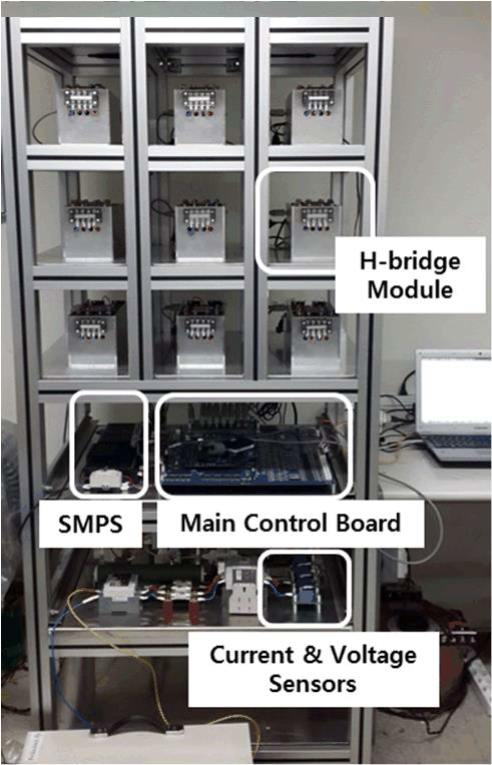 H-bridge
Module
SMPS
Main Control Board
Current & Voltage
Sensors